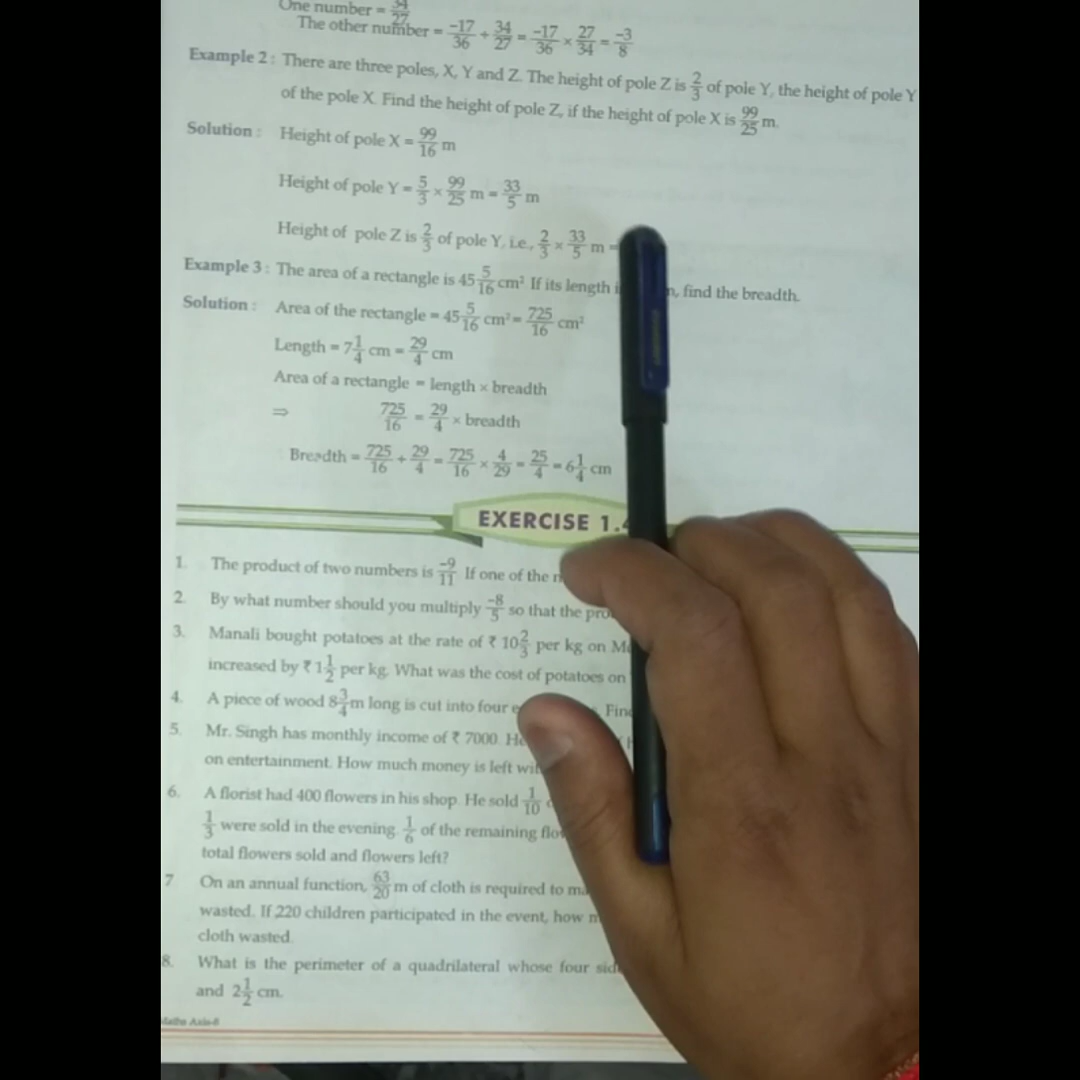 One number = 34/27
The other number = -17/36 ÷ 34/27 = -17/36 × 27/34 = -3/8
Example 2 : There are three poles, X, Y and Z. The height of pole Z is 2/3 of pole Y, the height of pole Y
of the pole X. Find the height of pole Z, if the height of pole X is 99/25 m.
Solution : Height of pole X = 99/16 m
Height of pole Y = 5/3 × 99/25 m = 33/5 m
Height of pole Z is 2/3 of pole Y, i.e., 2/3 × 33/5 m =
Example 3 : The area of a rectangle is 45 5/16 cm². If its length find the breadth.
Solution : Area of the rectangle = 45 5/16 cm² = 725/16 cm²
Length = 7 1/4 cm = 29/4 cm
Area of a rectangle = length × breadth
⇒ 725/16 = 29/4 × breadth
Breadth = 725/16 ÷ 29/4 = 725/16 × 4/29 = 25/4 = 6 1/4 cm
EXERCISE 1.
1. The product of two numbers is -9/11. If one of the
2. By what number should you multiply -8/5 so that the
3. Manali bought potatoes at the rate of ₹ 10 2/3 per kg on
increased by ₹ 1 1/2 per kg. What was the cost of potatoes on
4. A piece of wood 8 3/4 m long is cut into four
5. Mr. Singh has monthly income of ₹ 7000.
on entertainment. How much money is left
6. A florist had 400 flowers in his shop. He sold 1/10
1/3 were sold in the evening. 1/6 of the remaining
total flowers sold and flowers left?
7 On an annual function, 63/20 m of cloth is required to
wasted. If 220 children participated in the event, how
cloth wasted.
8. What is the perimeter of a quadrilateral whose four
and 2 1/2 cm.